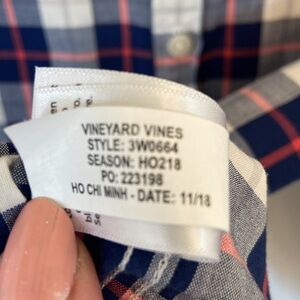 VINEYARD VINES
STYLE: 3W0664
SEASON: HO218
PO: 223198
HO CHI MINH - DATE: 11/18